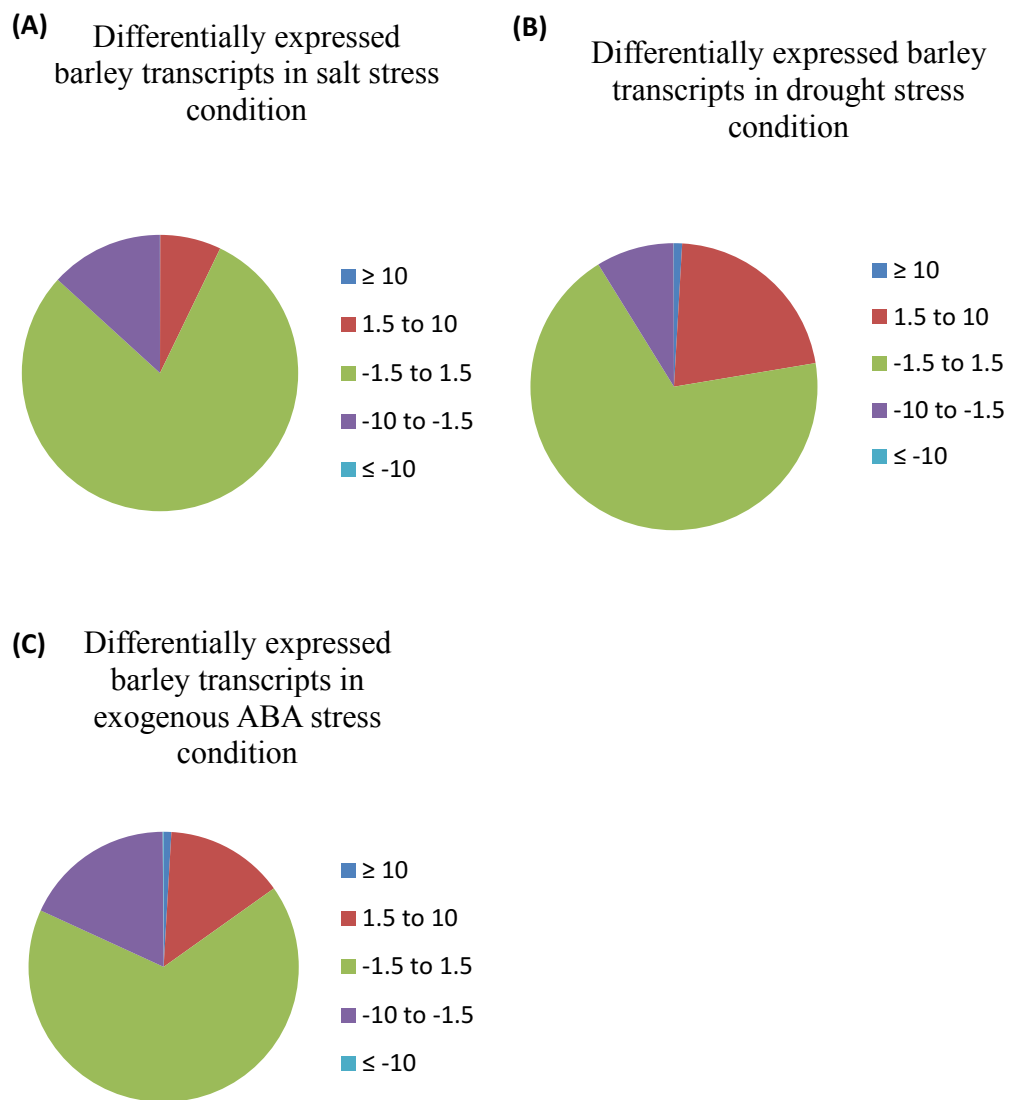 (A)
Differentially expressed
barley transcripts in salt stress
condition
≥ 10
1.5 to 10
-1.5 to 1.5
-10 to -1.5
≤ -10
(B)
Differentially expressed barley
transcripts in drought stress
condition
≥ 10
1.5 to 10
-1.5 to 1.5
-10 to -1.5
≤ -10
(C)
Differentially expressed
barley transcripts in
exogenous ABA stress
condition
≥ 10
1.5 to 10
-1.5 to 1.5
-10 to -1.5
≤ -10